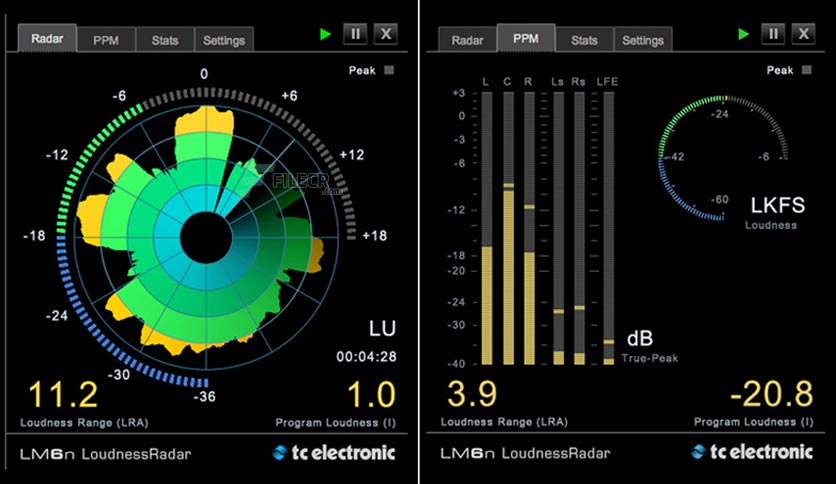 Radar PPM Stats Settings X
Peak
0
-6 +6
-12 +12
FILECR
.com
-18 +18
-24
LU
00:04:28
-30
-36
11.2 1.0
Loudness Range (LRA) Program Loudness (I)
LM6n LoudnessRadar tc electronic
Radar PPM Stats Settings X
Peak
L C R Ls Rs LFE
+3
0
-3
-6
-12
-18
-20
-24
-30
-40
-24
-42 -6
-60
LKFS
Loudness
dB
True-Peak
3.9 -20.8
Loudness Range (LRA) Program Loudness (I)
LM6n LoudnessRadar tc electronic